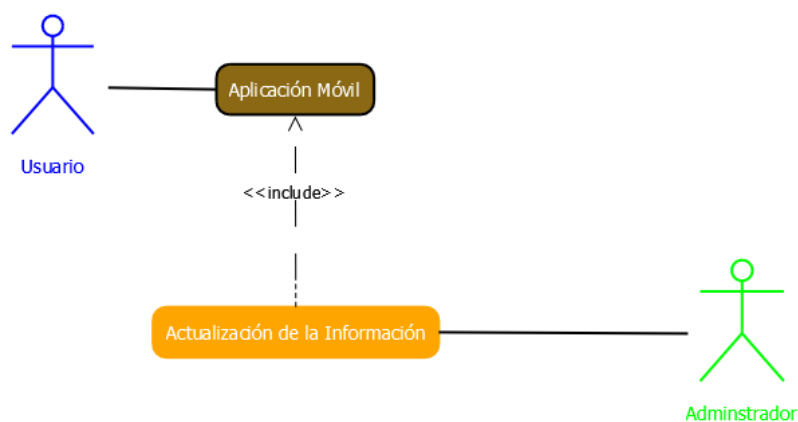 Aplicación Móvil
Usuario
<<include>>
Actualización de la Información
Adminstrador